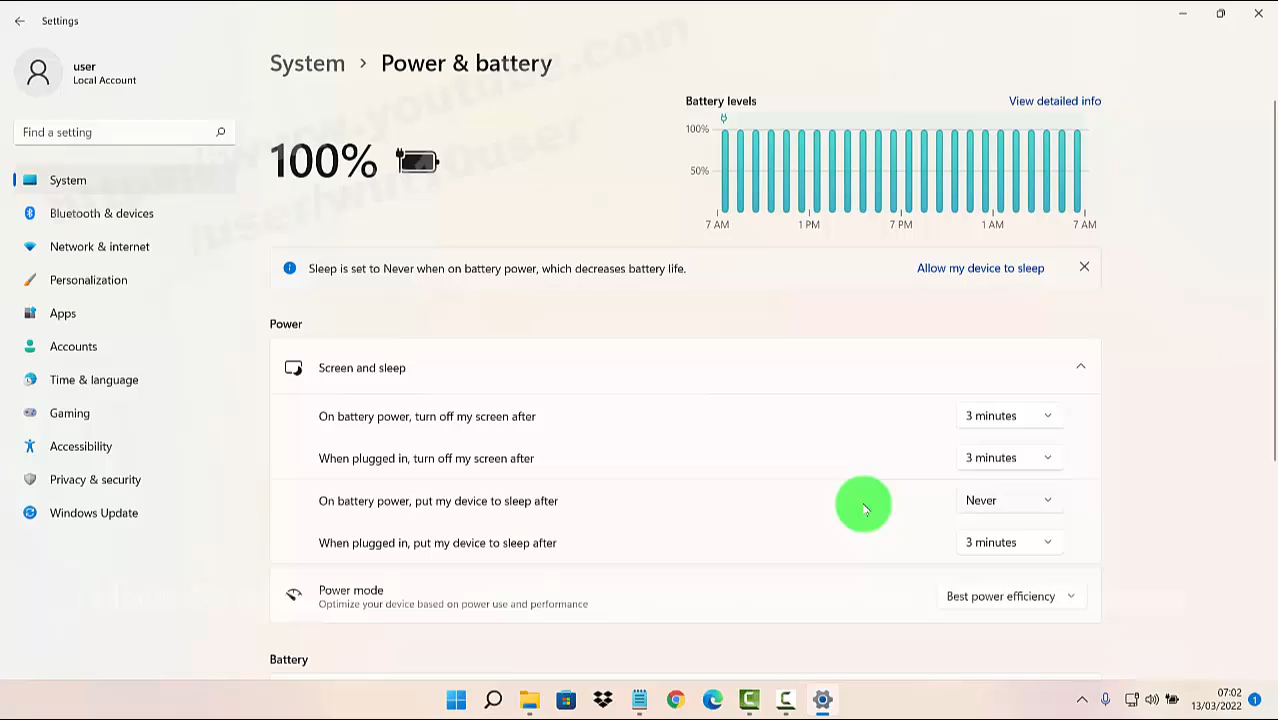 Settings
user
Local Account
Find a setting
System
Bluetooth & devices
Network & internet
Personalization
Apps
Accounts
Time & language
Gaming
Accessibility
Privacy & security
Windows Update
System > Power & battery
100%
Battery levels
View detailed info
100%
50%
7 AM 1 PM 7 PM 1 AM 7 AM
Sleep is set to Never when on battery power, which decreases battery life.
Allow my device to sleep
Power
Screen and sleep
On battery power, turn off my screen after
3 minutes
When plugged in, turn off my screen after
3 minutes
On battery power, put my device to sleep after
Never
When plugged in, put my device to sleep after
3 minutes
Power mode
Optimize your device based on power use and performance
Best power efficiency
Battery
07:02
13/03/2022
1